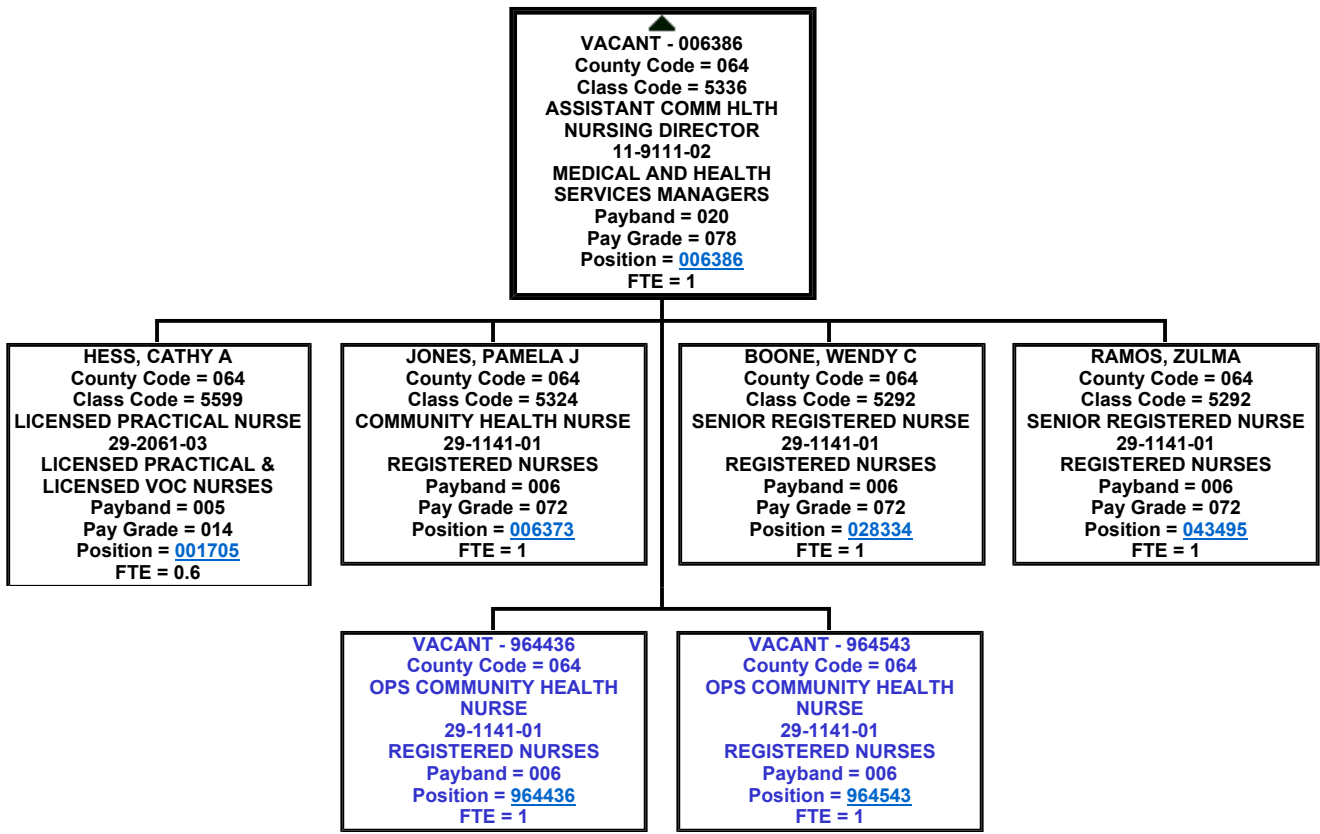 VACANT - 006386
County Code = 064
Class Code = 5336
ASSISTANT COMM HLTH
NURSING DIRECTOR
11-9111-02
MEDICAL AND HEALTH
SERVICES MANAGERS
Payband = 020
Pay Grade = 078
Position = 006386
FTE = 1
HESS, CATHY A
County Code = 064
Class Code = 5599
LICENSED PRACTICAL NURSE
29-2061-03
LICENSED PRACTICAL &
LICENSED VOC NURSES
Payband = 005
Pay Grade = 014
Position = 001705
FTE = 0.6
JONES, PAMELA J
County Code = 064
Class Code = 5324
COMMUNITY HEALTH NURSE
29-1141-01
REGISTERED NURSES
Payband = 006
Pay Grade = 072
Position = 006373
FTE = 1
BOONE, WENDY C
County Code = 064
Class Code = 5292
SENIOR REGISTERED NURSE
29-1141-01
REGISTERED NURSES
Payband = 006
Pay Grade = 072
Position = 028334
FTE = 1
RAMOS, ZULMA
County Code = 064
Class Code = 5292
SENIOR REGISTERED NURSE
29-1141-01
REGISTERED NURSES
Payband = 006
Pay Grade = 072
Position = 043495
FTE = 1
VACANT - 964436
County Code = 064
OPS COMMUNITY HEALTH
NURSE
29-1141-01
REGISTERED NURSES
Payband = 006
Position = 964436
FTE = 1
VACANT - 964543
County Code = 064
OPS COMMUNITY HEALTH
NURSE
29-1141-01
REGISTERED NURSES
Payband = 006
Position = 964543
FTE = 1